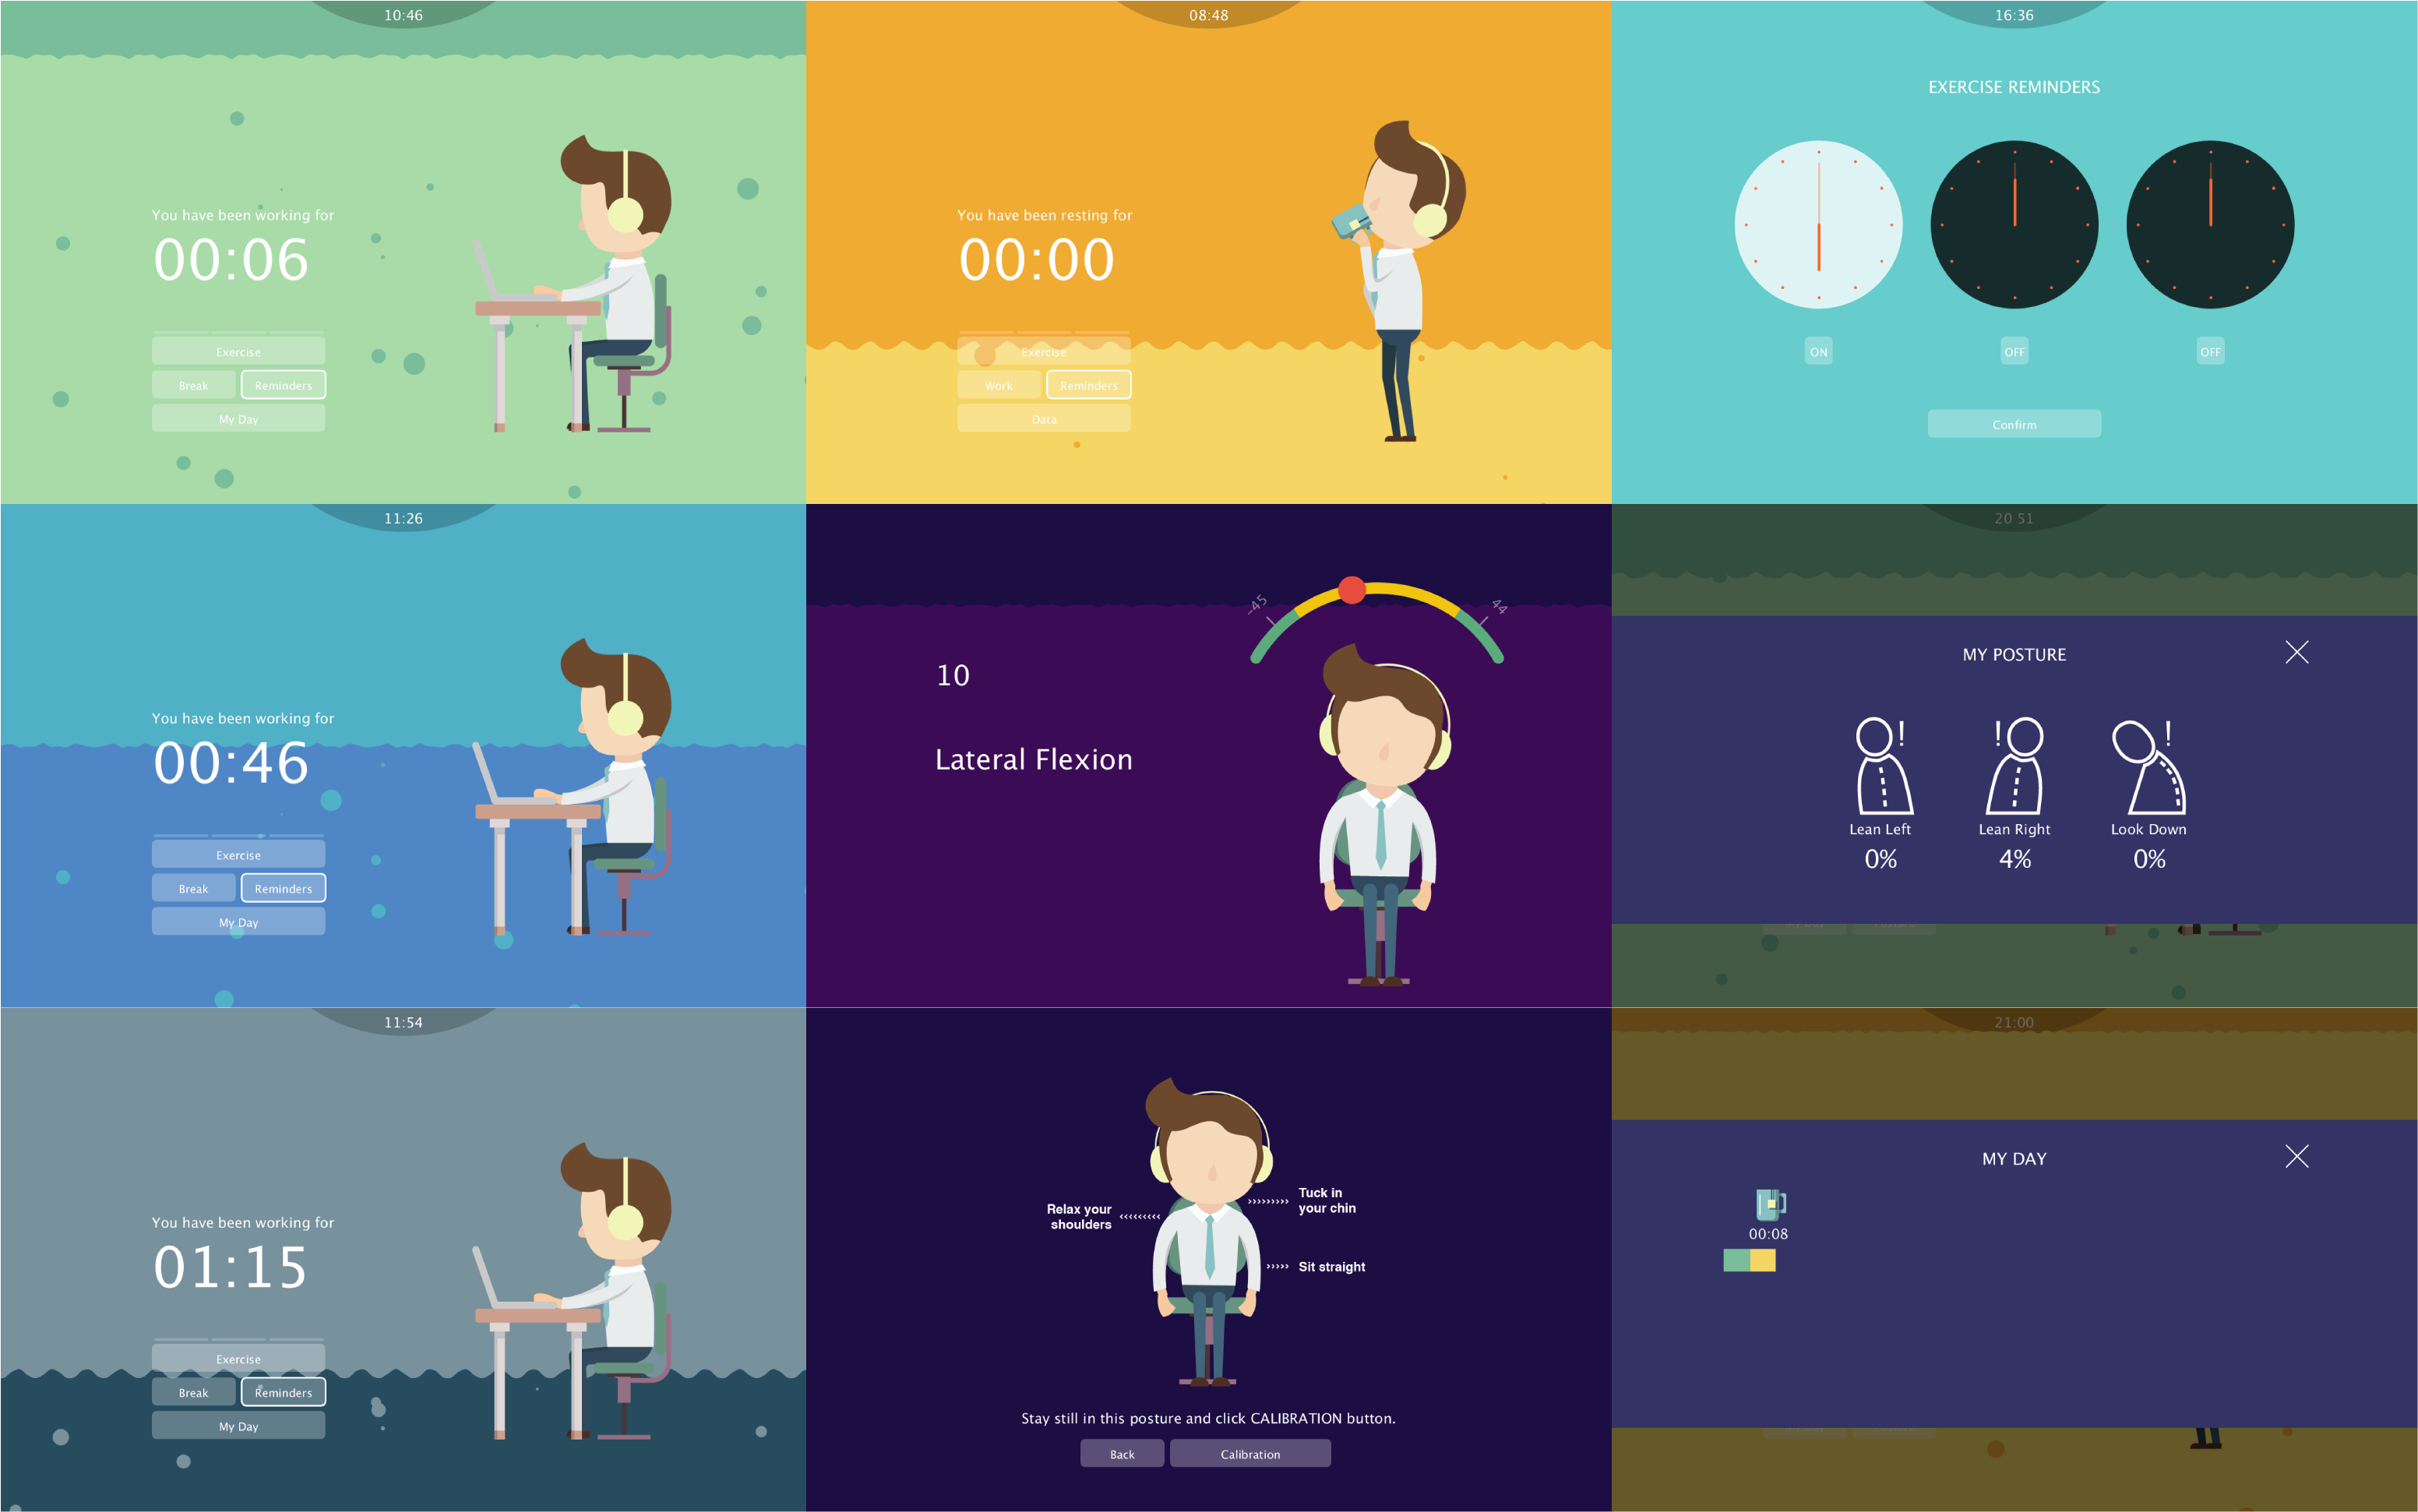 10:46
You have been working for
00:06
Exercise
Break
Reminders
My Day
08:48
You have been resting for
00:00
Exercise
Work
Reminders
Data
16:36
EXERCISE REMINDERS
ON
OFF
OFF
Confirm
11:26
You have been working for
00:46
Exercise
Break
Reminders
My Day
10
Lateral Flexion
-45
44
20 51
MY POSTURE
! ! !
Lean Left
Lean Right
Look Down
0%
4%
0%
11:54
You have been working for
01:15
Exercise
Break
Reminders
My Day
Relax your
shoulders
Tuck in
your chin
Sit straight
Stay still in this posture and click CALIBRATION button.
Back
Calibration
21:00
MY DAY
00:08